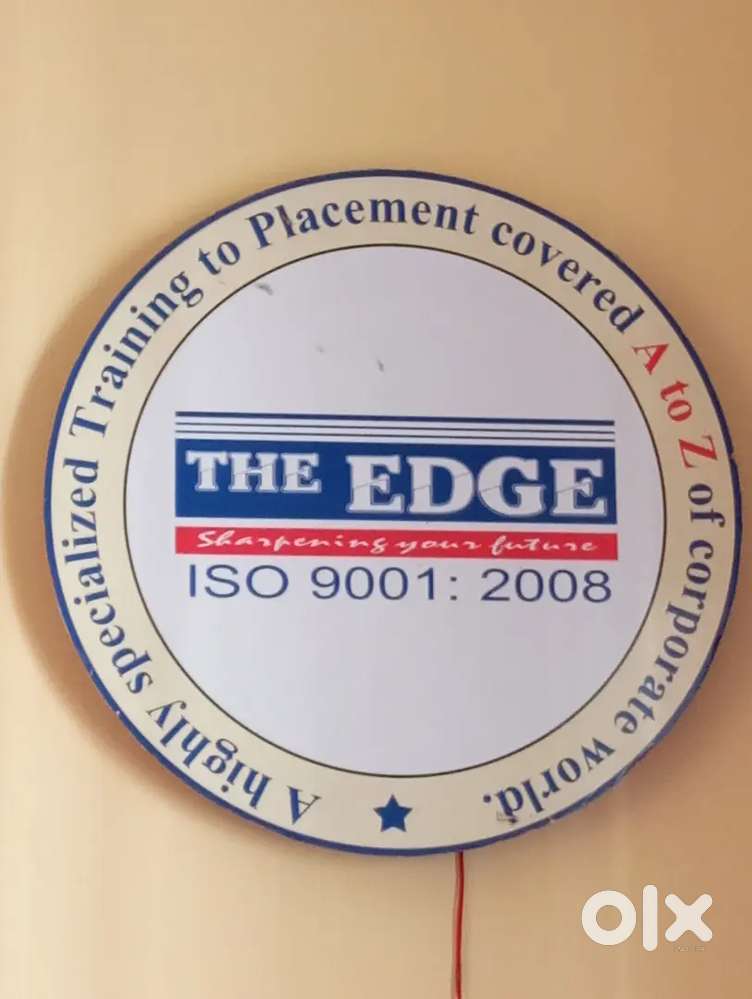 A highly specialized Training to Placement covered A to Z of corporate world.
THE EDGE
Sharpening your future
ISO 9001: 2008
olx